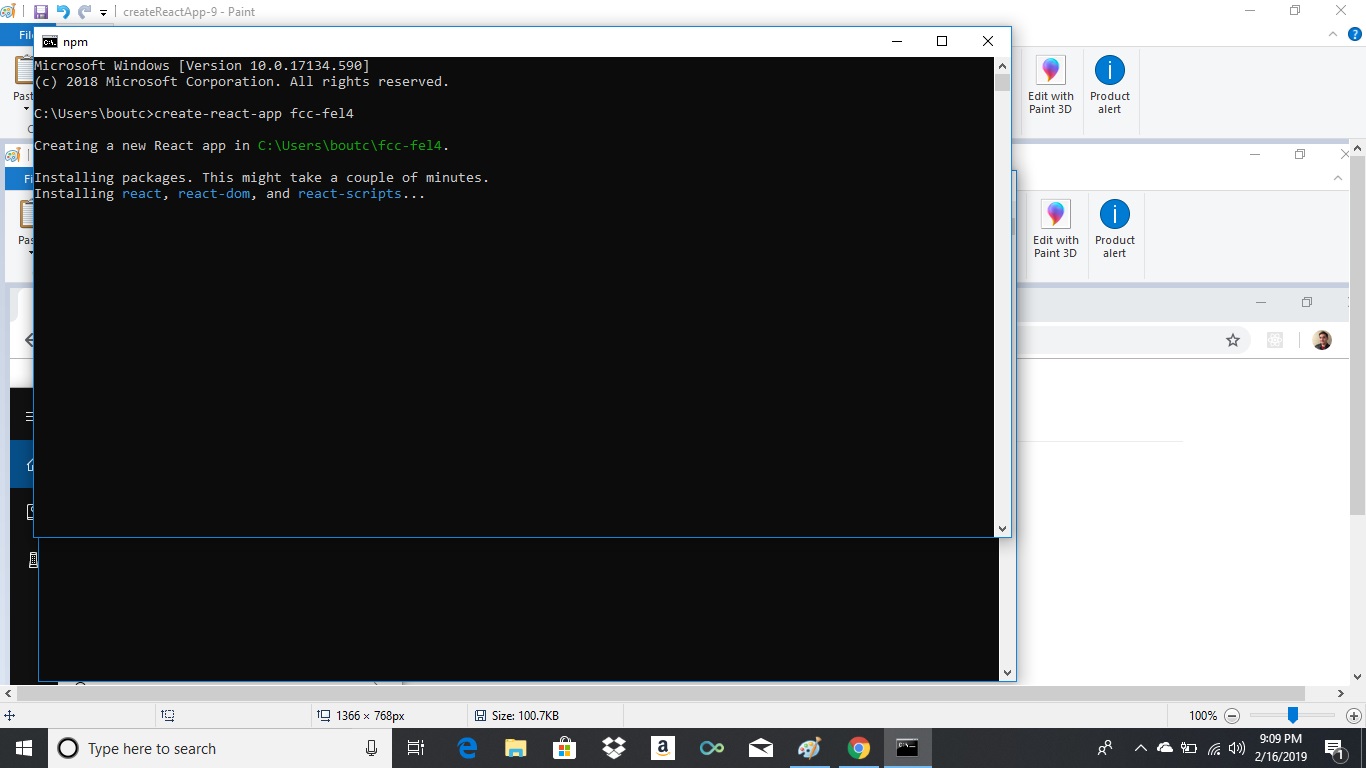 createReactApp-9 - Paint
npm
Microsoft Windows [Version 10.0.17134.590]
(c) 2018 Microsoft Corporation. All rights reserved.
C:\Users\boutc>create-react-app fcc-fel4
Creating a new React app in C:\Users\boutc\fcc-fel4.
Installing packages. This might take a couple of minutes.
Installing react, react-dom, and react-scripts...
Edit with
Paint 3D
Product
alert
Edit with
Paint 3D
Product
alert
1366 × 768px
Size: 100.7KB
100%
Type here to search
a
9:09 PM
2/16/2019
1